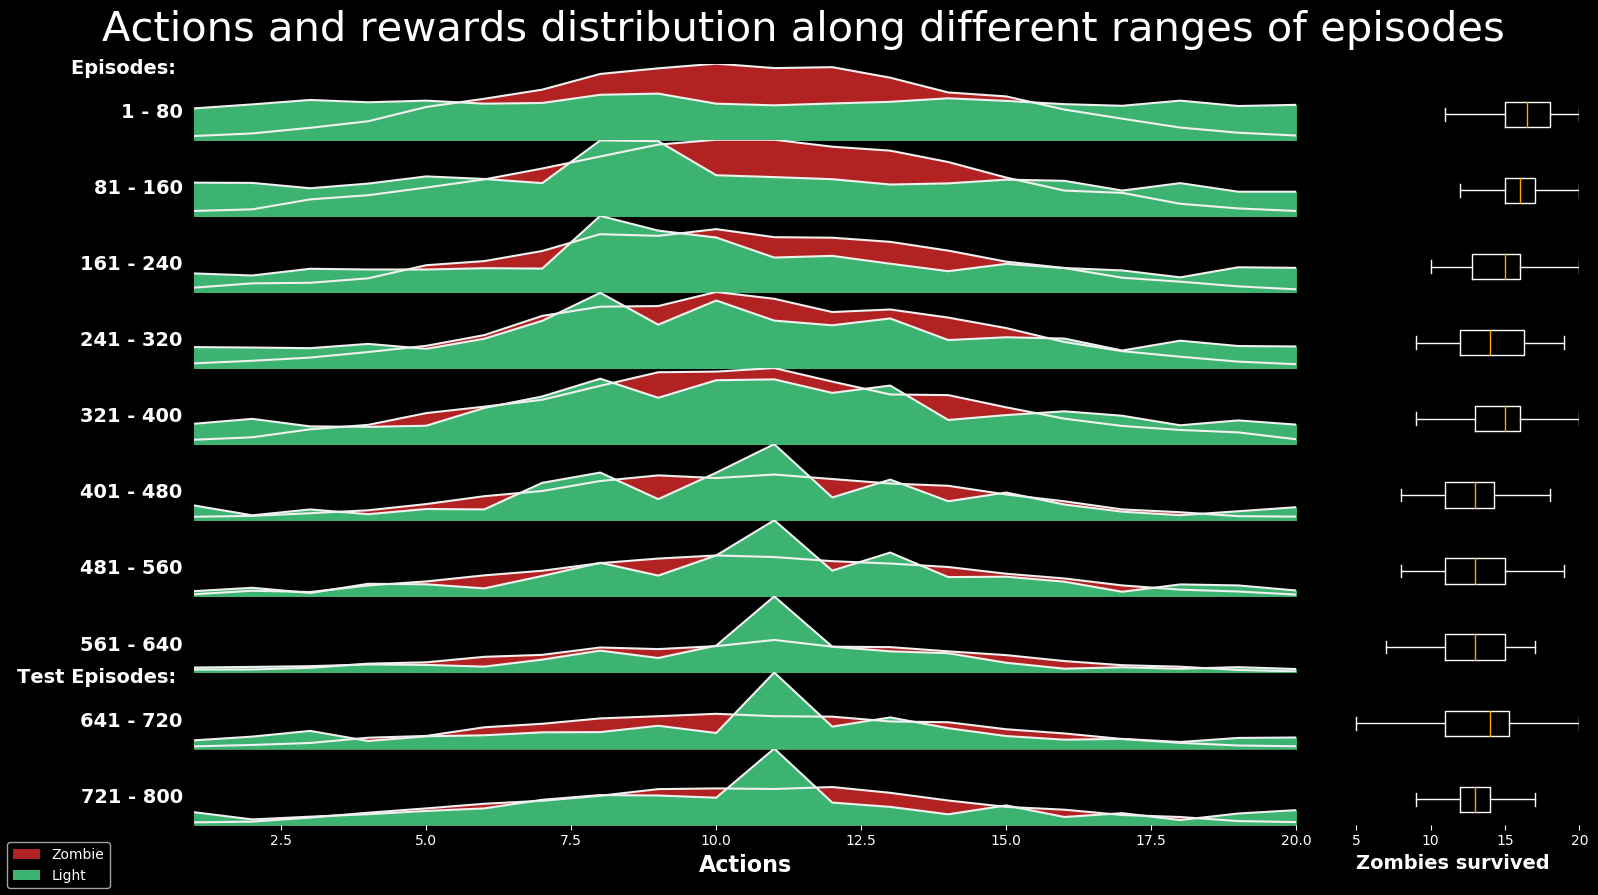 Actions and rewards distribution along different ranges of episodes
Episodes:
1 - 80
81 - 160
161 - 240
241 - 320
321 - 400
401 - 480
481 - 560
561 - 640
Test Episodes:
641 - 720
721 - 800
2.5 5.0 7.5 10.0 12.5 15.0 17.5 20.0
5 10 15 20
Actions
Zombies survived
Zombie
Light